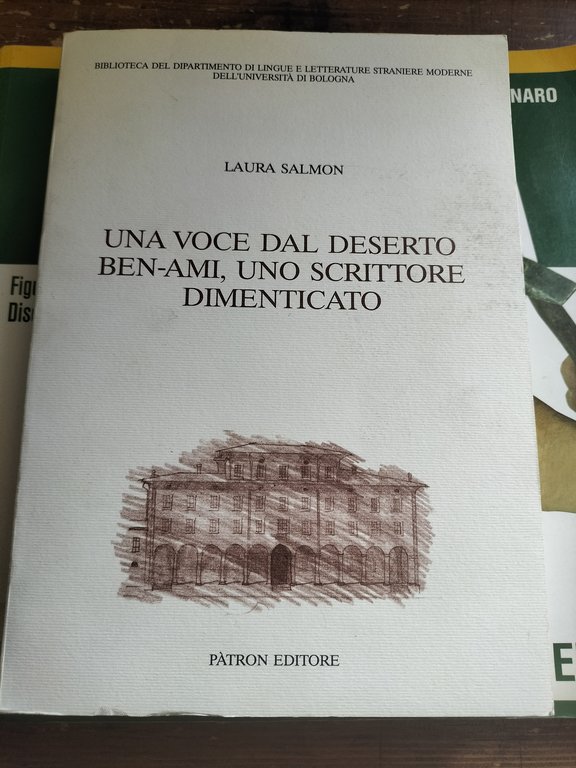 BIBLIOTECA DEL DIPARTIMENTO DI LINGUE E LETTERATURE STRANIERE MODERNE
DELL'UNIVERSITÀ DI BOLOGNA
NARO
LAURA SALMON
UNA VOCE DAL DESERTO
BEN-AMI, UNO SCRITTORE
DIMENTICATO
PÀTRON EDITORE